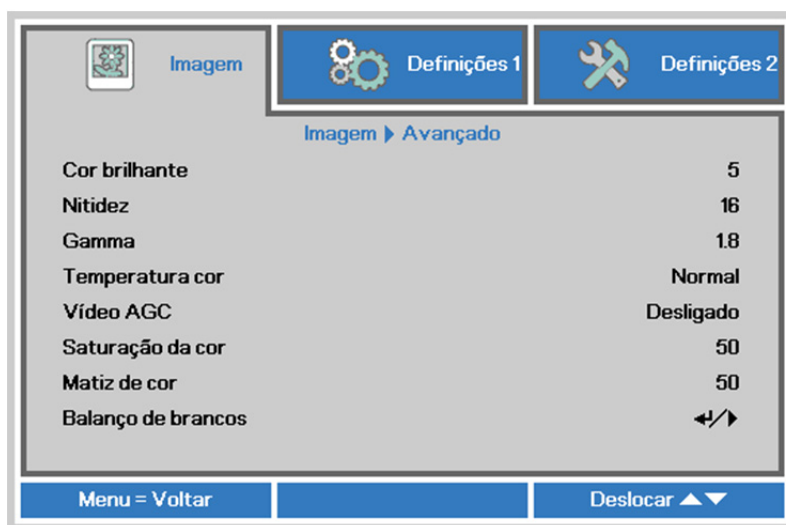 Imagem
Definições 1
Definições 2
Imagem ▶ Avançado
Cor brilhante 5
Nitidez 16
Gamma 1.8
Temperatura cor Normal
Vídeo AGC Desligado
Saturação da cor 50
Matiz de cor 50
Balanço de brancos ↵/▶
Menu = Voltar
Deslocar ▲▼